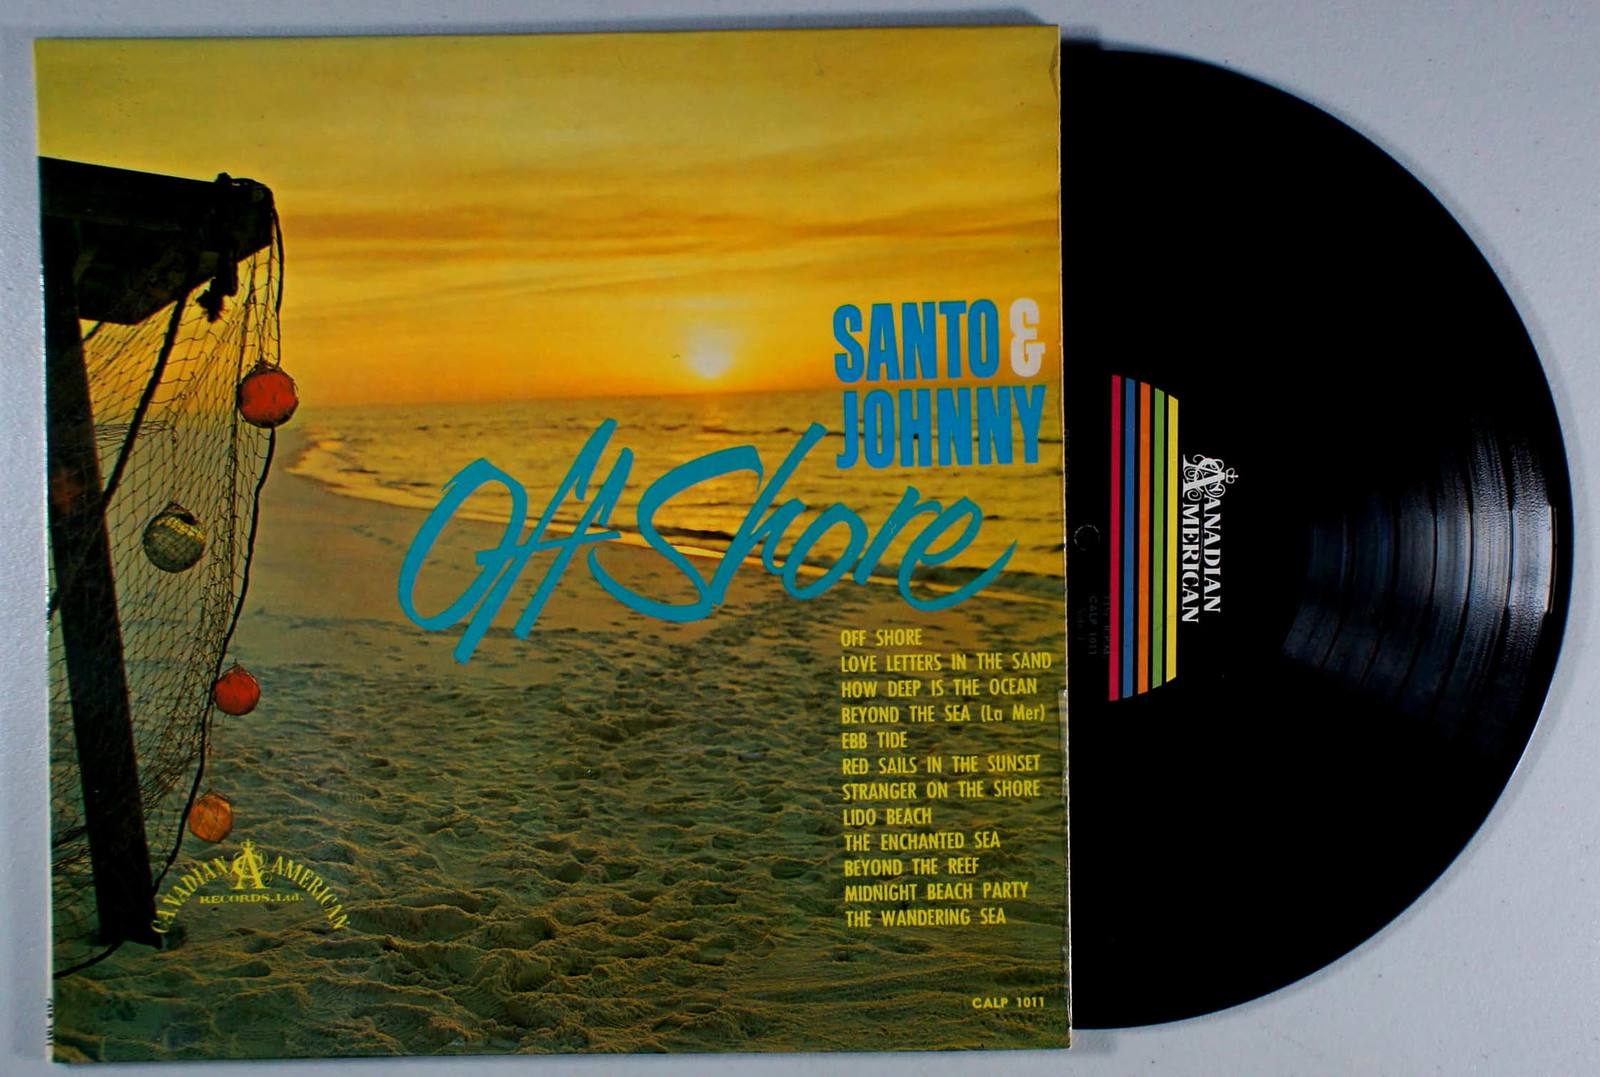 SANTO &
JOHNNY
Off Shore
OFF SHORE
LOVE LETTERS IN THE SAND
HOW DEEP IS THE OCEAN
BEYOND THE SEA (La Mer)
EBB TIDE
RED SAILS IN THE SUNSET
STRANGER ON THE SHORE
LIDO BEACH
THE ENCHANTED SEA
BEYOND THE REEF
MIDNIGHT BEACH PARTY
THE WANDERING SEA
CANADIAN A AMERICAN
RECORDS, Ltd.
CALP 1011
CANADIAN
AMERICAN
CALP 1011